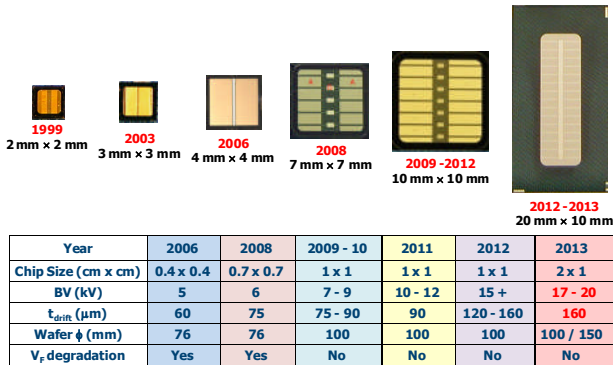 1999
2 mm × 2 mm
2003
3 mm × 3 mm
2006
4 mm × 4 mm
2008
7 mm × 7 mm
2009 -2012
10 mm × 10 mm
2012 -2013
20 mm × 10 mm
Year 2006 2008 2009 - 10 2011 2012 2013
Chip Size (cm x cm) 0.4 x 0.4 0.7 x 0.7 1 x 1 1 x 1 1 x 1 2 x 1
BV (kV) 5 6 7 - 9 10 - 12 15 + 17 - 20
t_drift (μm) 60 75 75 - 90 90 120 - 160 160
Wafer ϕ (mm) 76 76 100 100 100 100 / 150
V_F degradation Yes Yes No No No No